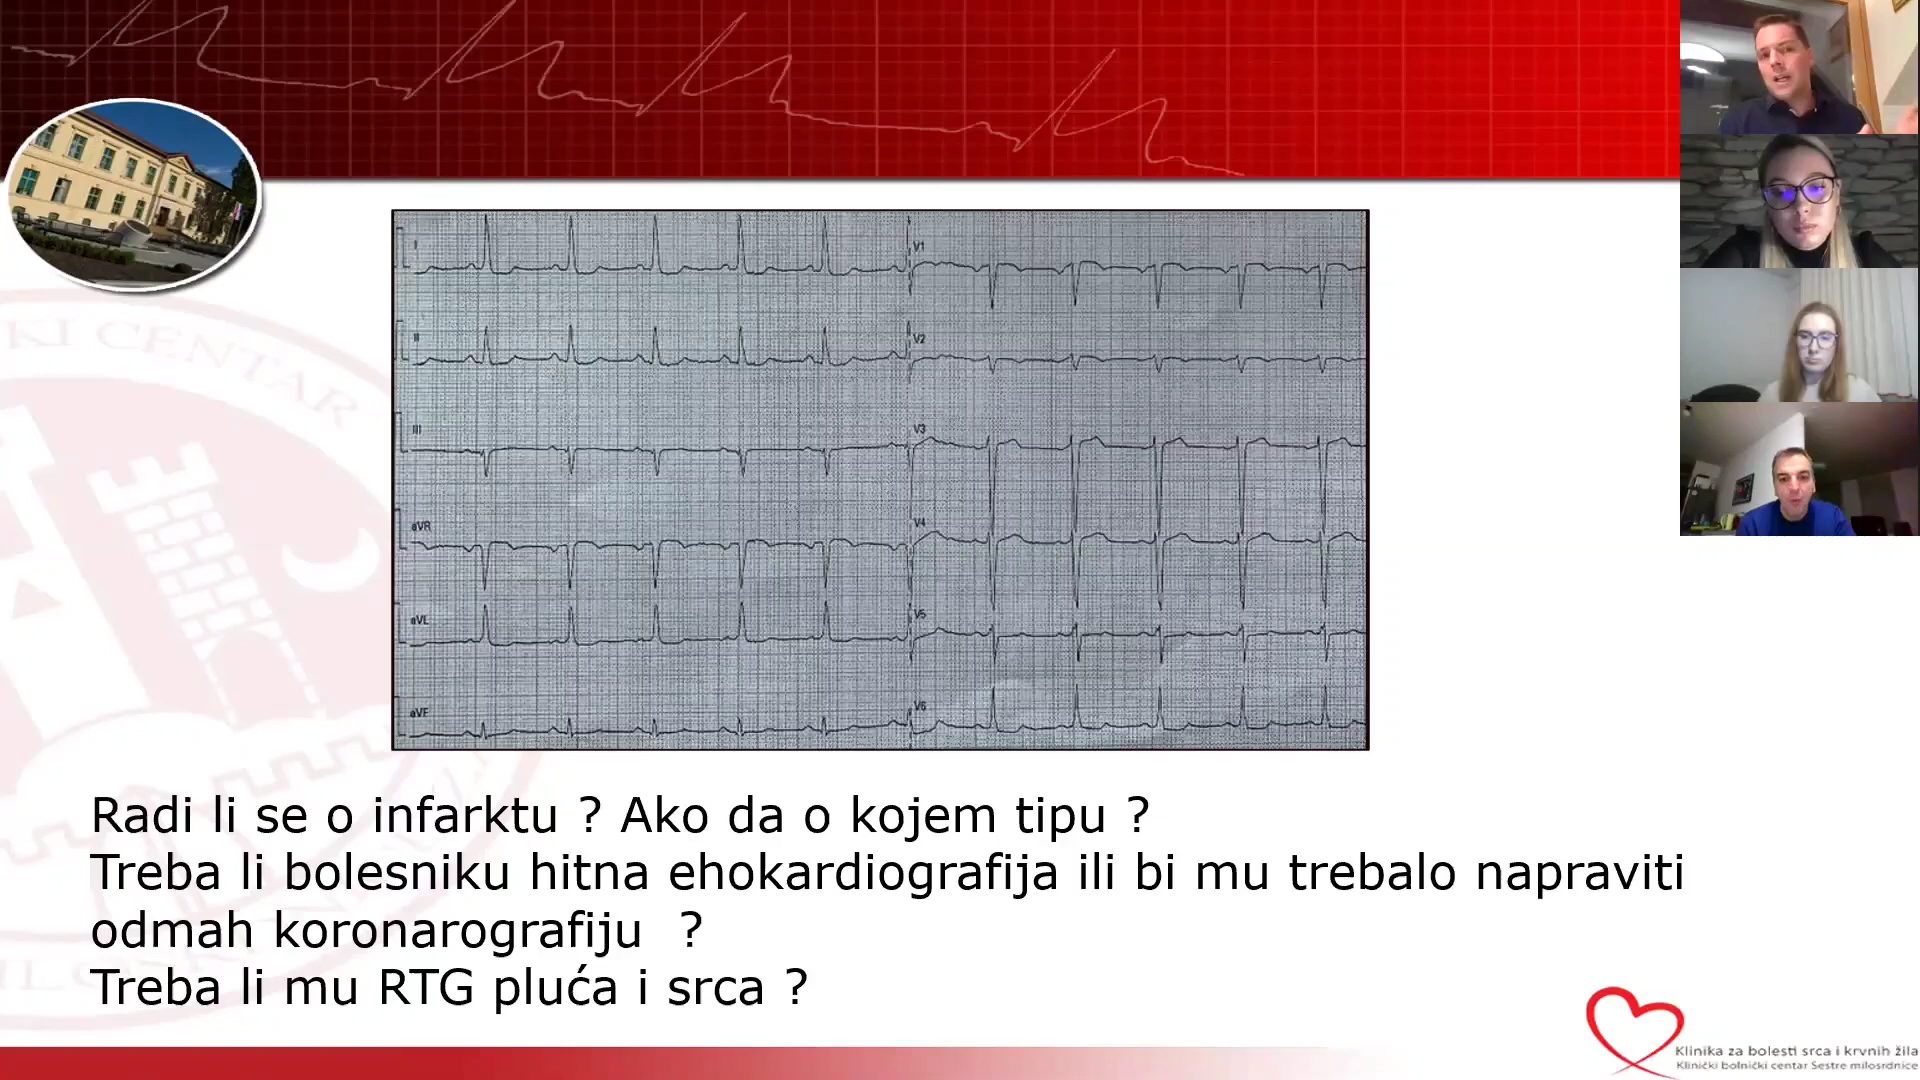 I
II
III
aVR
aVL
aVF
V1
V2
V3
V4
V5
V6
KI CENTAR
Radi li se o infarktu ? Ako da o kojem tipu ?
Treba li bolesniku hitna ehokardiografija ili bi mu trebalo napraviti
odmah koronarografiju ?
Treba li mu RTG pluća i srca ?
Klinika za bolesti srca i krvnih žila
Klinički bolnički centar Sestre milosrdnice